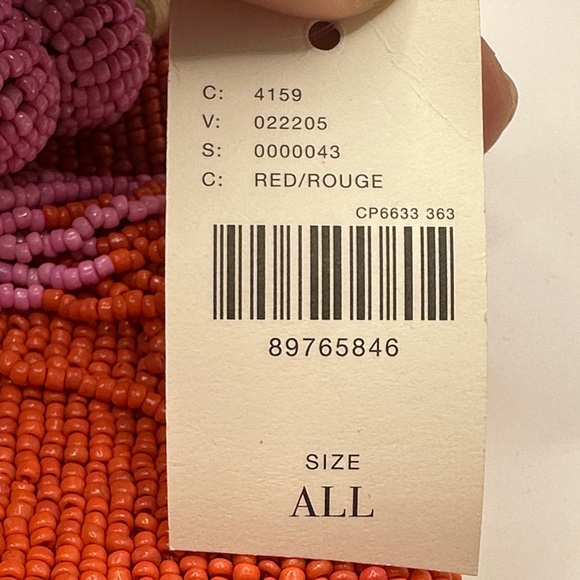 C: 4159
V: 022205
S: 0000043
C: RED/ROUGE
CP6633 363
89765846
SIZE
ALL